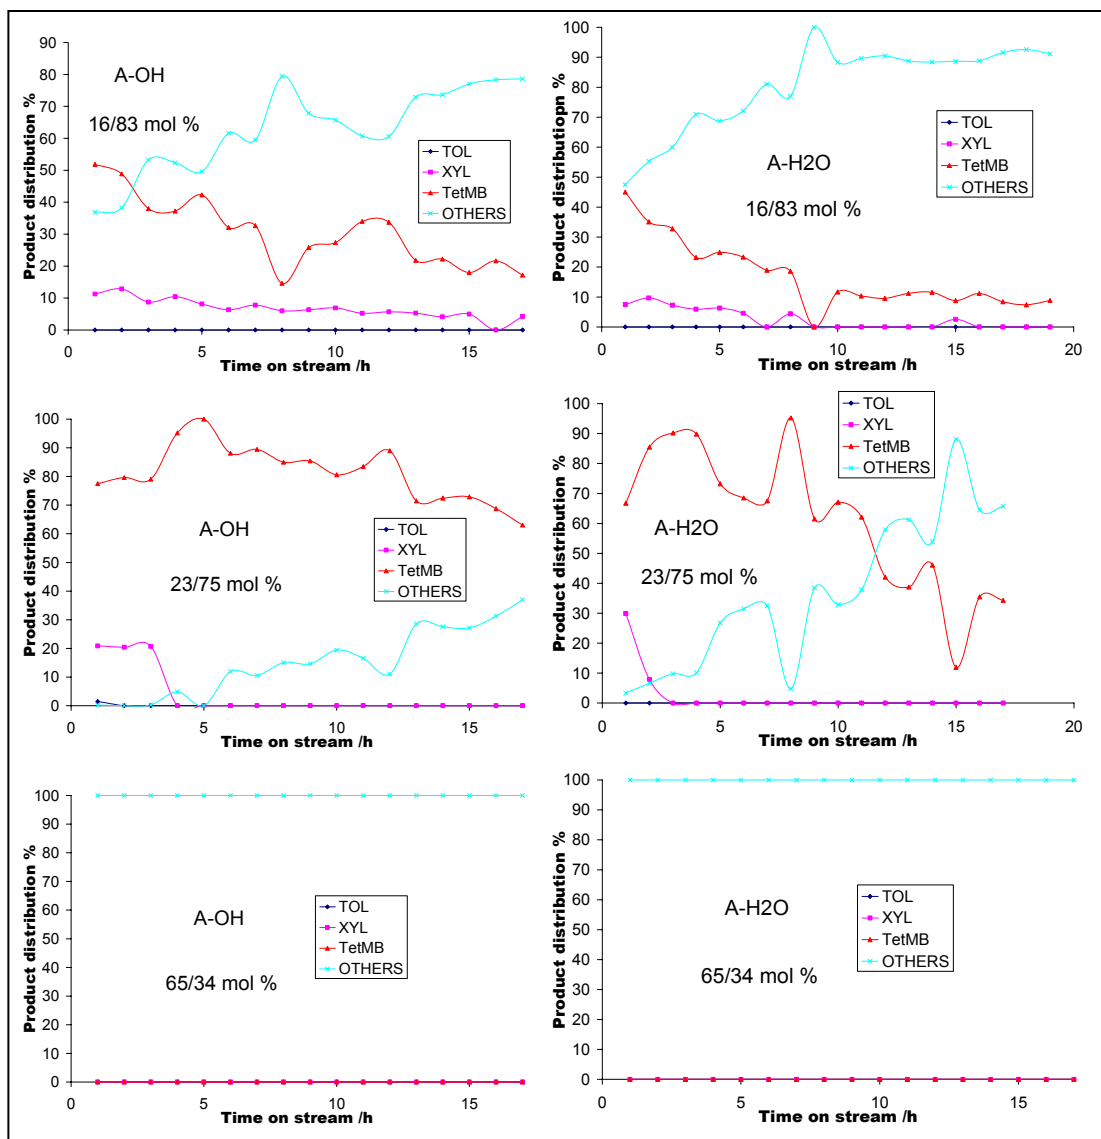 Product distribution %
90
80
70
60
50
40
30
20
10
0
A-OH
16/83 mol %
TOL
XYL
TetMB
OTHERS
0
5
10
15
Time on stream /h
Product distributiopn %
100
90
80
70
60
50
40
30
20
10
0
A-H2O
16/83 mol %
TOL
XYL
TetMB
OTHERS
0
5
10
15
20
Time on stream /h
Product distribution %
100
90
80
70
60
50
40
30
20
10
0
A-OH
23/75 mol %
TOL
XYL
TetMB
OTHERS
0
5
10
15
Time on stream /h
Product distribution %
100
90
80
70
60
50
40
30
20
10
0
A-H2O
23/75 mol %
TOL
XYL
TetMB
OTHERS
0
5
10
15
20
Time on stream /h
Product distribution %
100
90
80
70
60
50
40
30
20
10
0
A-OH
65/34 mol %
TOL
XYL
TetMB
OTHERS
0
5
10
15
Time on stream /h
Product distribution %
100
90
80
70
60
50
40
30
20
10
0
A-H2O
65/34 mol %
TOL
XYL
TetMB
OTHERS
0
5
10
15
Time on stream /h